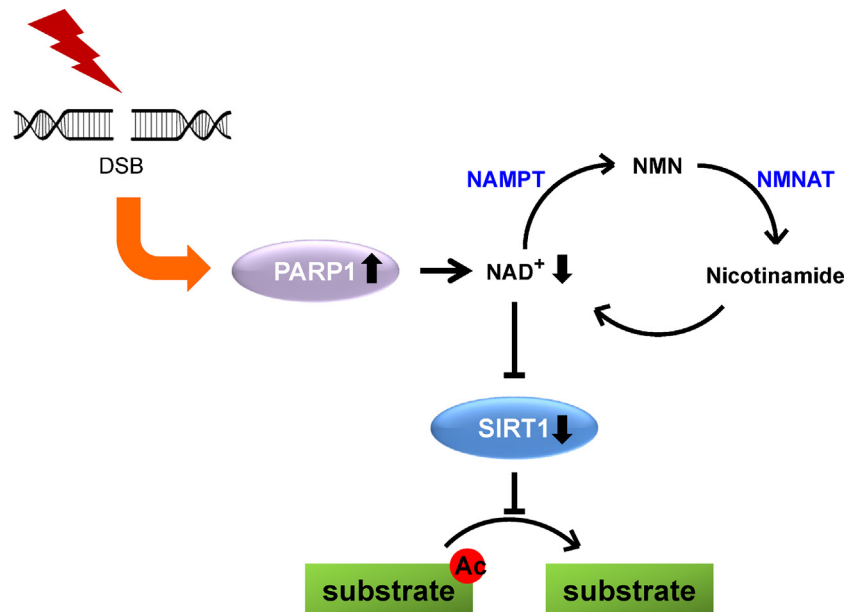 DSB
NAMPT
NMN
NMNAT
PARP1
NAD+
Nicotinamide
SIRT1
Ac
substrate
substrate